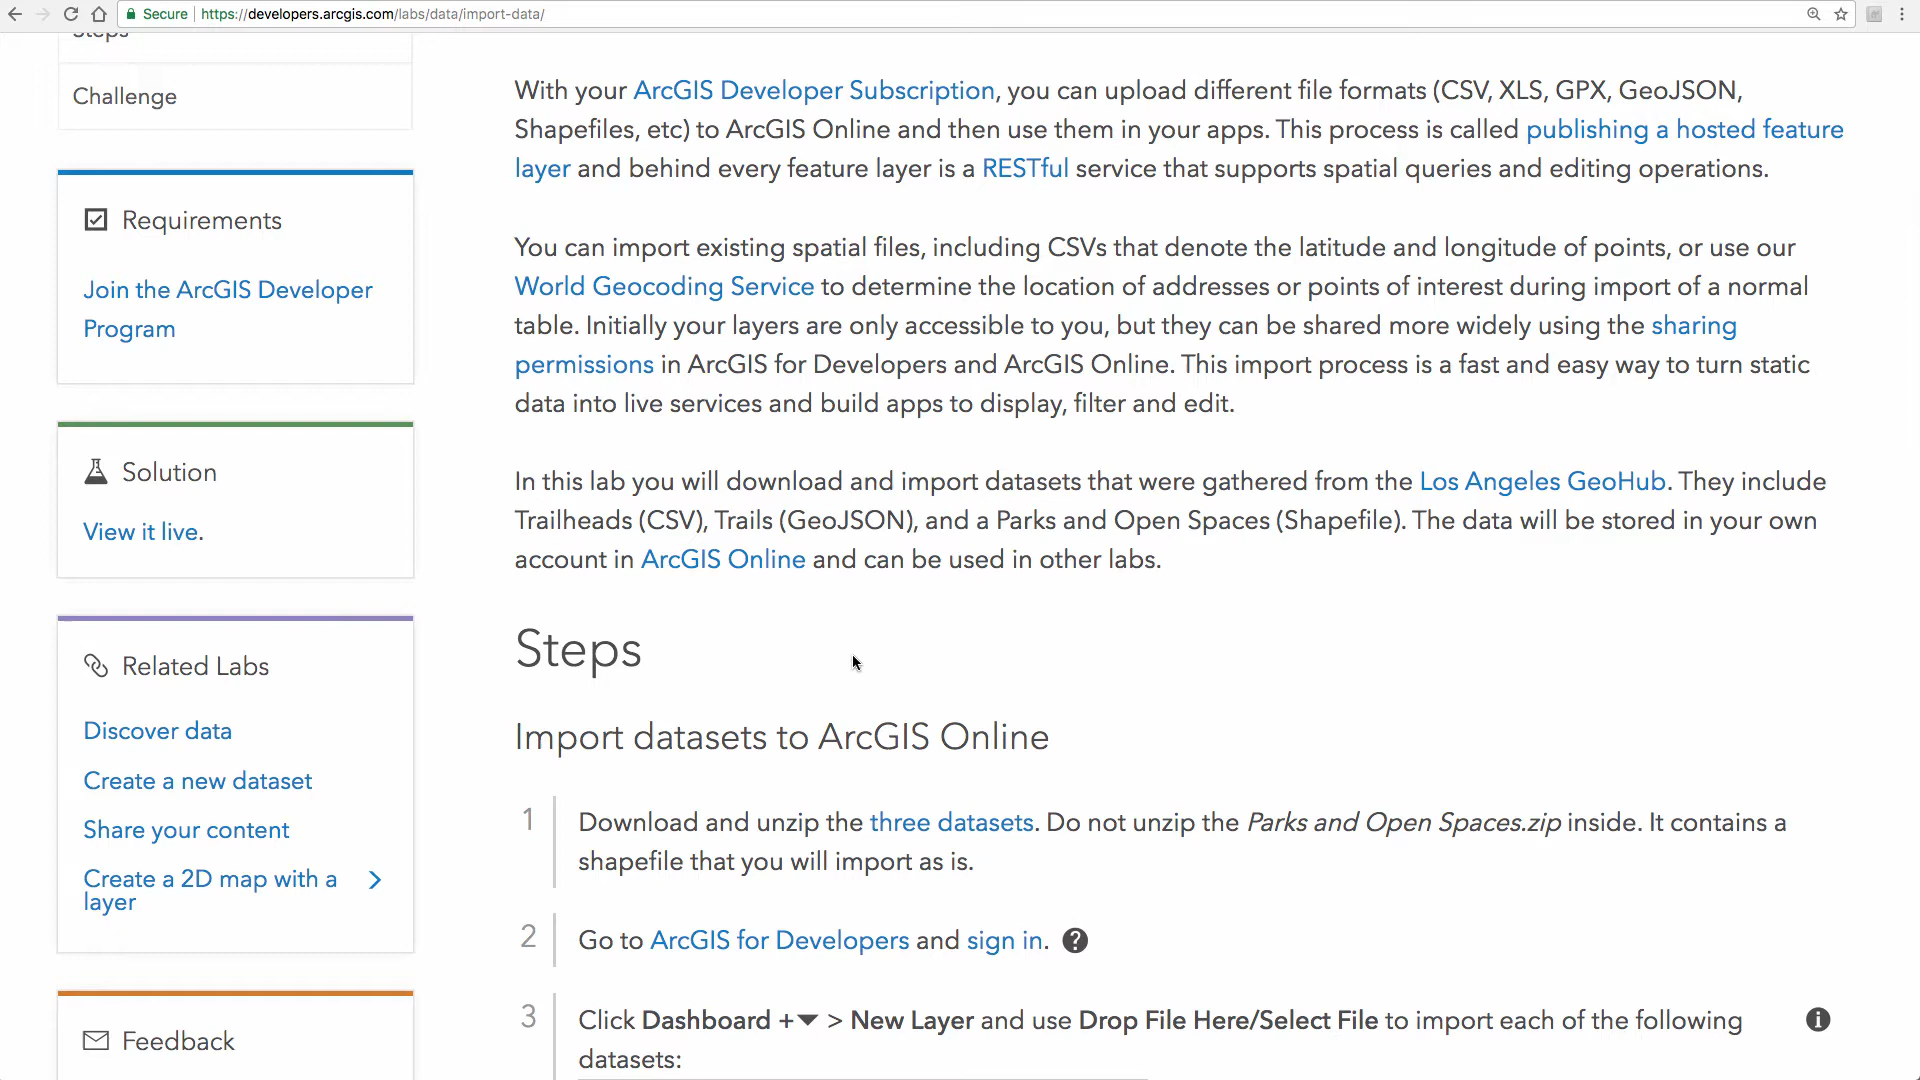 Secure https://developers.arcgis.com/labs/data/import-data/
Steps
Challenge
Requirements
Join the ArcGIS Developer
Program
Solution
View it live.
Related Labs
Discover data
Create a new dataset
Share your content
Create a 2D map with a
layer
Feedback
With your ArcGIS Developer Subscription, you can upload different file formats (CSV, XLS, GPX, GeoJSON,
Shapefiles, etc) to ArcGIS Online and then use them in your apps. This process is called publishing a hosted feature
layer and behind every feature layer is a RESTful service that supports spatial queries and editing operations.
You can import existing spatial files, including CSVs that denote the latitude and longitude of points, or use our
World Geocoding Service to determine the location of addresses or points of interest during import of a normal
table. Initially your layers are only accessible to you, but they can be shared more widely using the sharing
permissions in ArcGIS for Developers and ArcGIS Online. This import process is a fast and easy way to turn static
data into live services and build apps to display, filter and edit.
In this lab you will download and import datasets that were gathered from the Los Angeles GeoHub. They include
Trailheads (CSV), Trails (GeoJSON), and a Parks and Open Spaces (Shapefile). The data will be stored in your own
account in ArcGIS Online and can be used in other labs.
Steps
Import datasets to ArcGIS Online
1 Download and unzip the three datasets. Do not unzip the Parks and Open Spaces.zip inside. It contains a
shapefile that you will import as is.
2 Go to ArcGIS for Developers and sign in. ?
3 Click Dashboard +▼ > New Layer and use Drop File Here/Select File to import each of the following
datasets: